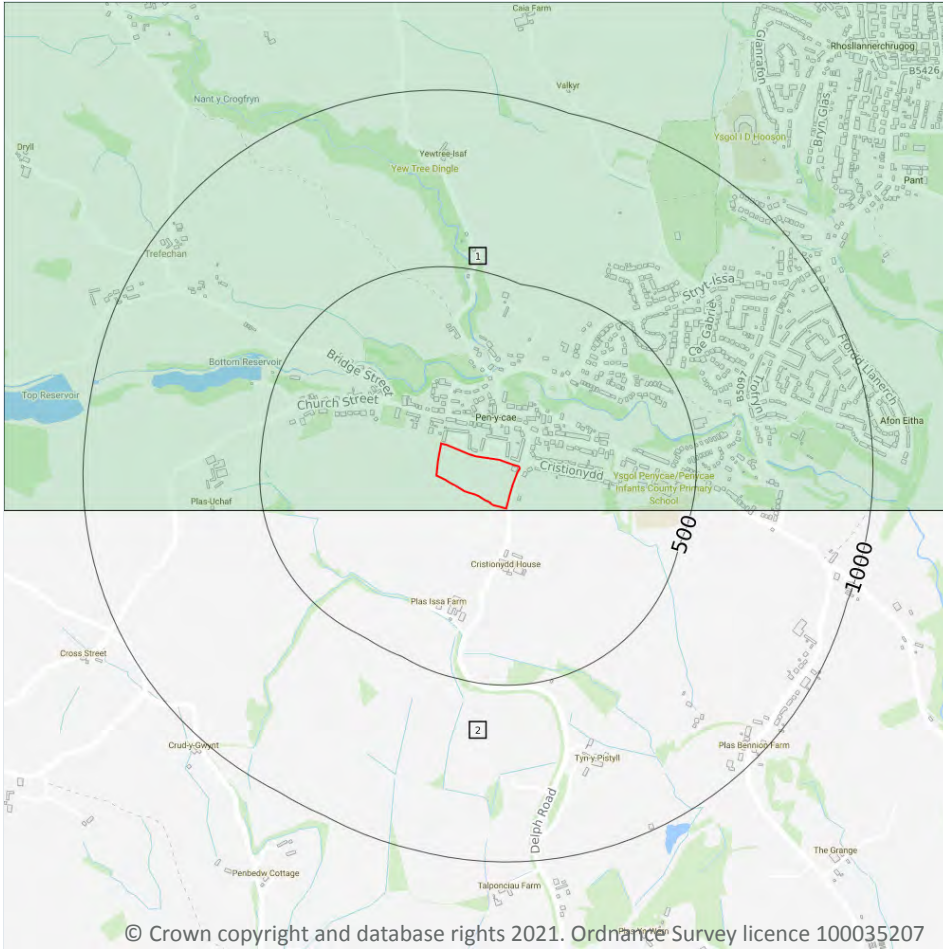 Caia Farm
Glanrafon
Rhosllannerchrugog
B5426
Valkyr
Nant y Crogfryn
Ysgol I D Hooson
Bryn Glas
Dryll
Yewtree-Isaf
Yew Tree Dingle
Pant
Trefechan
1
Stryt-Issa
Cae Gabriel
Bottom Reservoir
Bridge Street
Ffordd Llanerch
Top Reservoir
Church Street
B5097
Trovyn
Pen-y-cae
Afon Eitha
Cristionydd
Ysgol Penycae/Penycae
Infants County Primary
School
Plas-Uchaf
500
1000
Cristionydd House
Plas Issa Farm
Cross Street
2
Crud-y-Gwynt
Plas Bennion Farm
Tyn-y-Pistyll
Delph Road
The Grange
Penbedw Cottage
Talponciau Farm
© Crown copyright and database rights 2021. Ordnance Survey licence 100035207